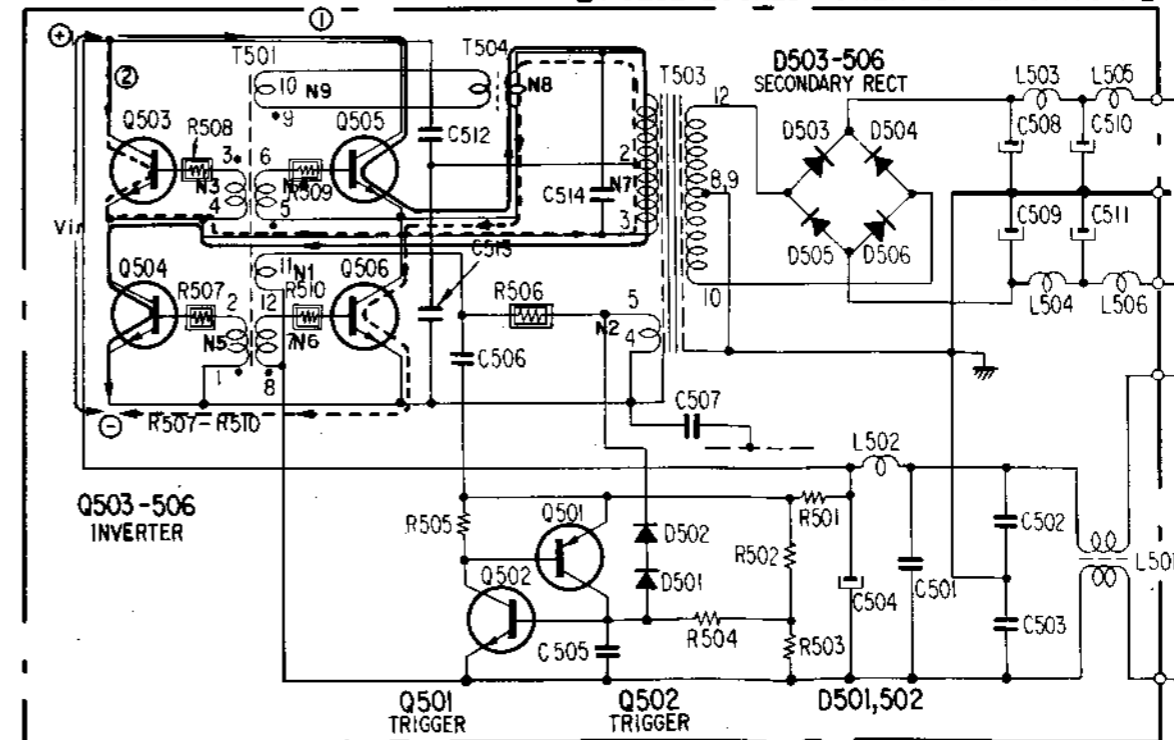 ①
+
②
T501
T504
D503-506
SECONDARY RECT
L503
L505
10
N9
N8
T503
12
9
Q503
R508
Q505
C512
D503
D504
C508
C510
3
6
R509
2
8,9
N3
4
5
C514
N7
3
Vin
C509
C511
Q504
11
N1
Q506
C513
D505
D506
R507
R510
R506
5
10
L504
L506
2
12
N5
7
N6
C506
N2
4
1
8
C507
−
R507-R510
L502
Q503-506
INVERTER
R505
Q501
D502
R502
R501
C502
Q502
D501
C504
C501
L501
C505
R504
R503
C503
Q501
TRIGGER
Q502
TRIGGER
D501,502